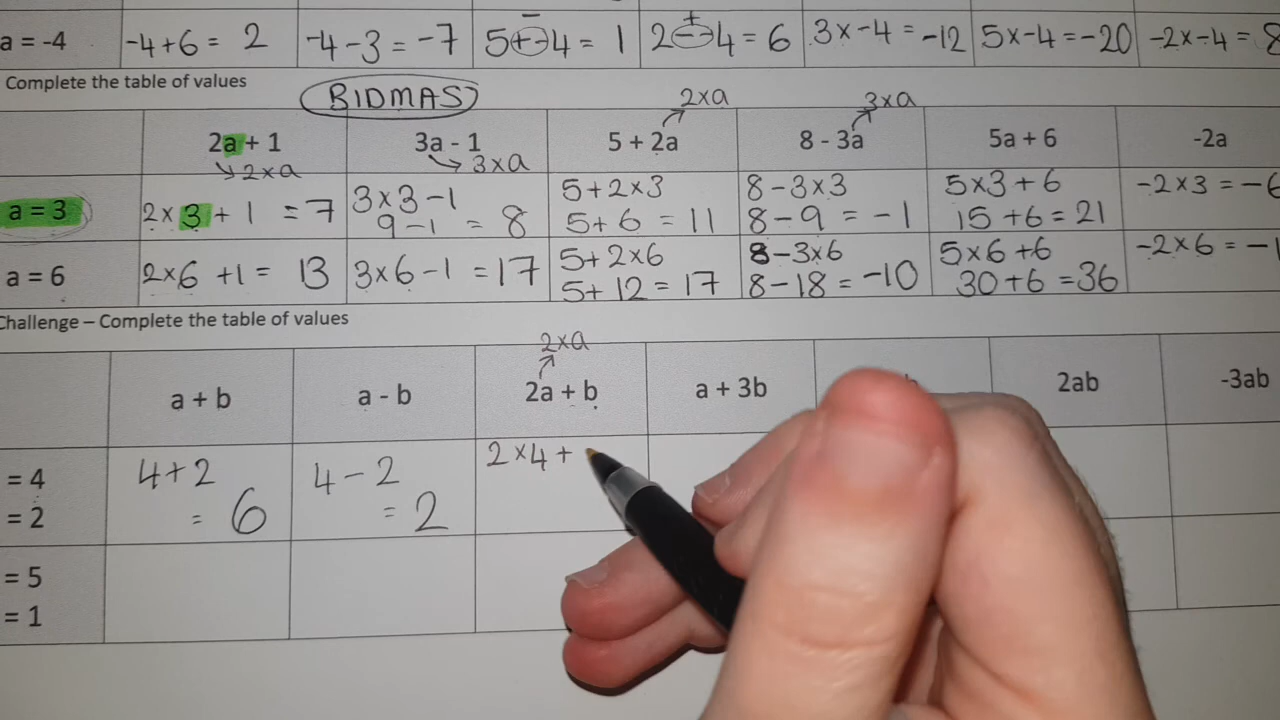 a = -4 -4+6 = 2 -4-3 = -7 5+-4 = 1 2--4 = 6 3x-4 = -12 5x-4 = -20 -2x-4 = 8
- +
Complete the table of values
BIDMAS 2xa 3xa
2a + 1 3a - 1 5 + 2a 8 - 3a 5a + 6 -2a
2xa 3xa
a = 3 2x3+1 =7 3x3-1 5+2x3 8-3x3 5x3+6 -2x3 = -6
9-1 = 8 5+6 = 11 8-9 = -1 15+6 = 21
a = 6 2x6+1 = 13 3x6-1 =17 5+2x6 8-3x6 5x6+6 -2x6 = -1
5+12 = 17 8-18 = -10 30+6 =36
Challenge – Complete the table of values
2xa
a + b a - b 2a + b a + 3b b 2ab -3ab
= 4 4+2 4-2 2x4+
= 2 = 6 = 2
= 5
= 1